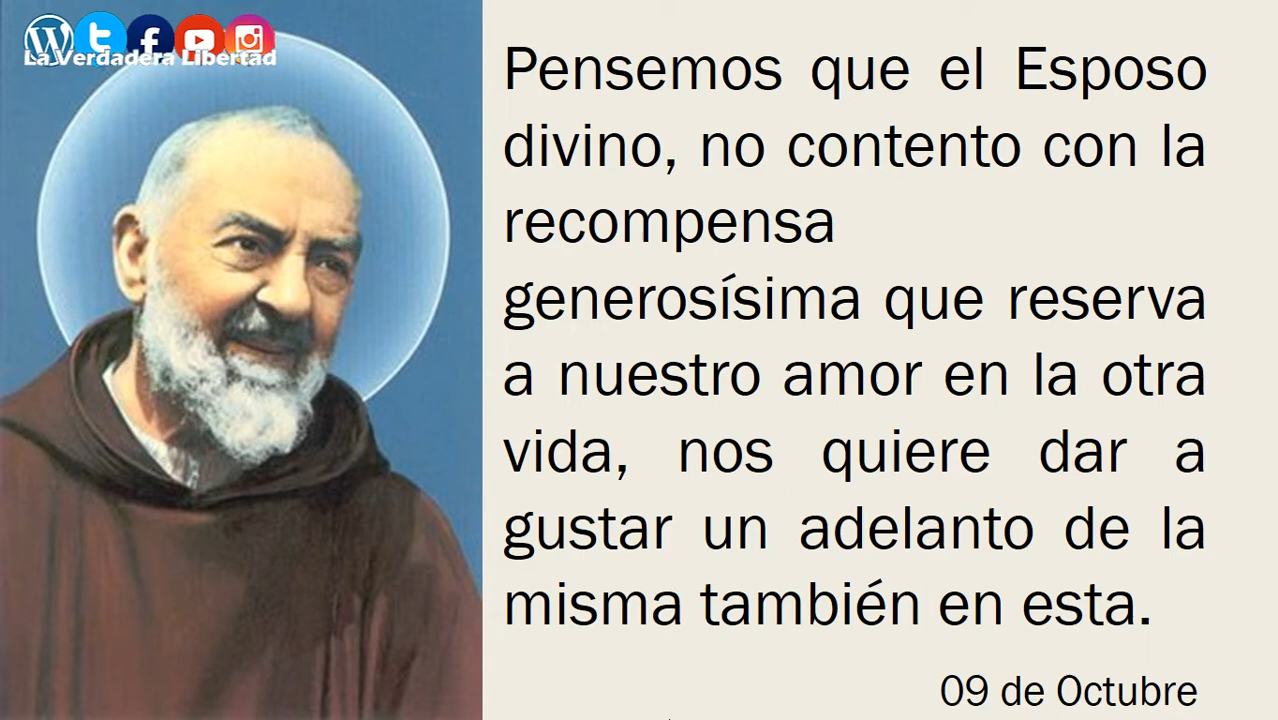 La Verdadera Libertad
Pensemos que el Esposo
divino, no contento con la
recompensa
generosísima que reserva
a nuestro amor en la otra
vida, nos quiere dar a
gustar un adelanto de la
misma también en esta.
09 de Octubre